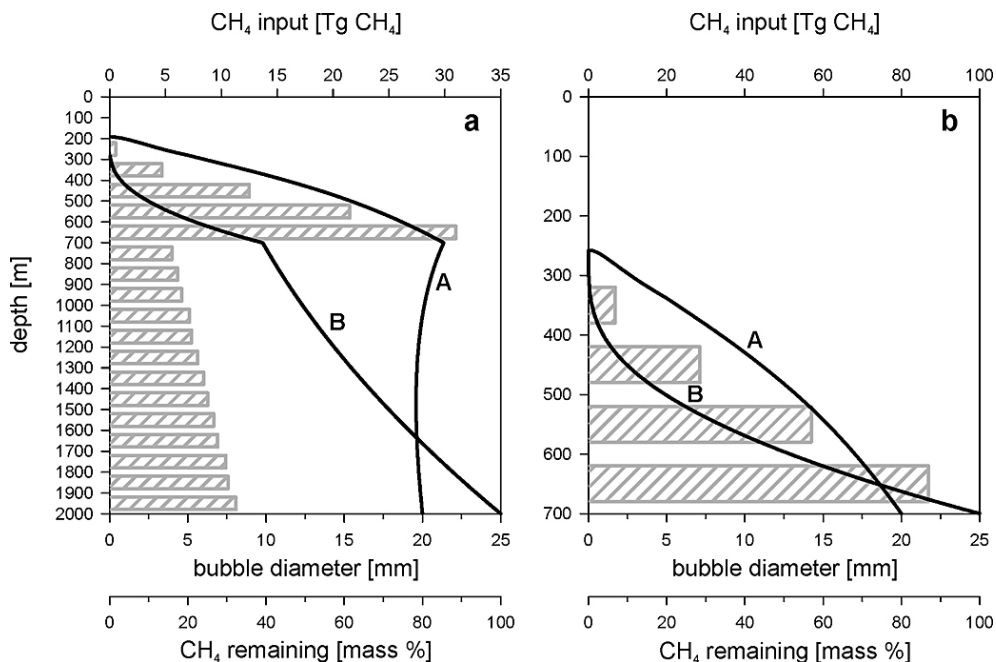 CH4 input [Tg CH4]
0 5 10 15 20 25 30 35
a
0
100
200
300
400
500
600
700
800
900
1000
1100
1200
1300
1400
1500
1600
1700
1800
1900
2000
depth [m]
A
B
0 5 10 15 20 25
bubble diameter [mm]
0 20 40 60 80 100
CH4 remaining [mass %]
CH4 input [Tg CH4]
0 20 40 60 80 100
b
0
100
200
300
400
500
600
700
A
B
0 5 10 15 20 25
bubble diameter [mm]
0 20 40 60 80 100
CH4 remaining [mass %]